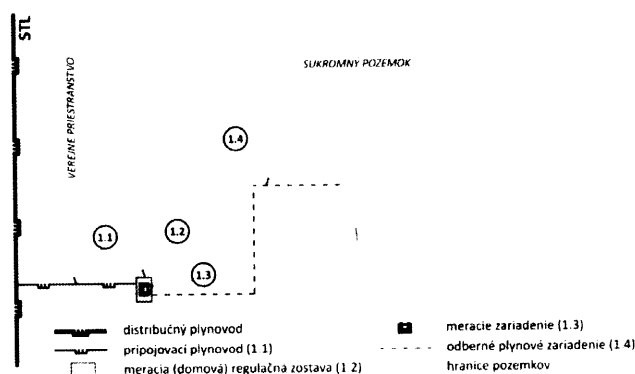 STL
VEREJNE PRIESTRANSTVO
SUKROMNY POZEMOK
1.4
1.1
1.2
1.3
distribučný plynovod
pripojovací plynovod (1 1)
meracia (domová) regulačná zostava (1 2)
meracie zariadenie (1.3)
odberné plynové zariadenie (1 4)
hranice pozemkov